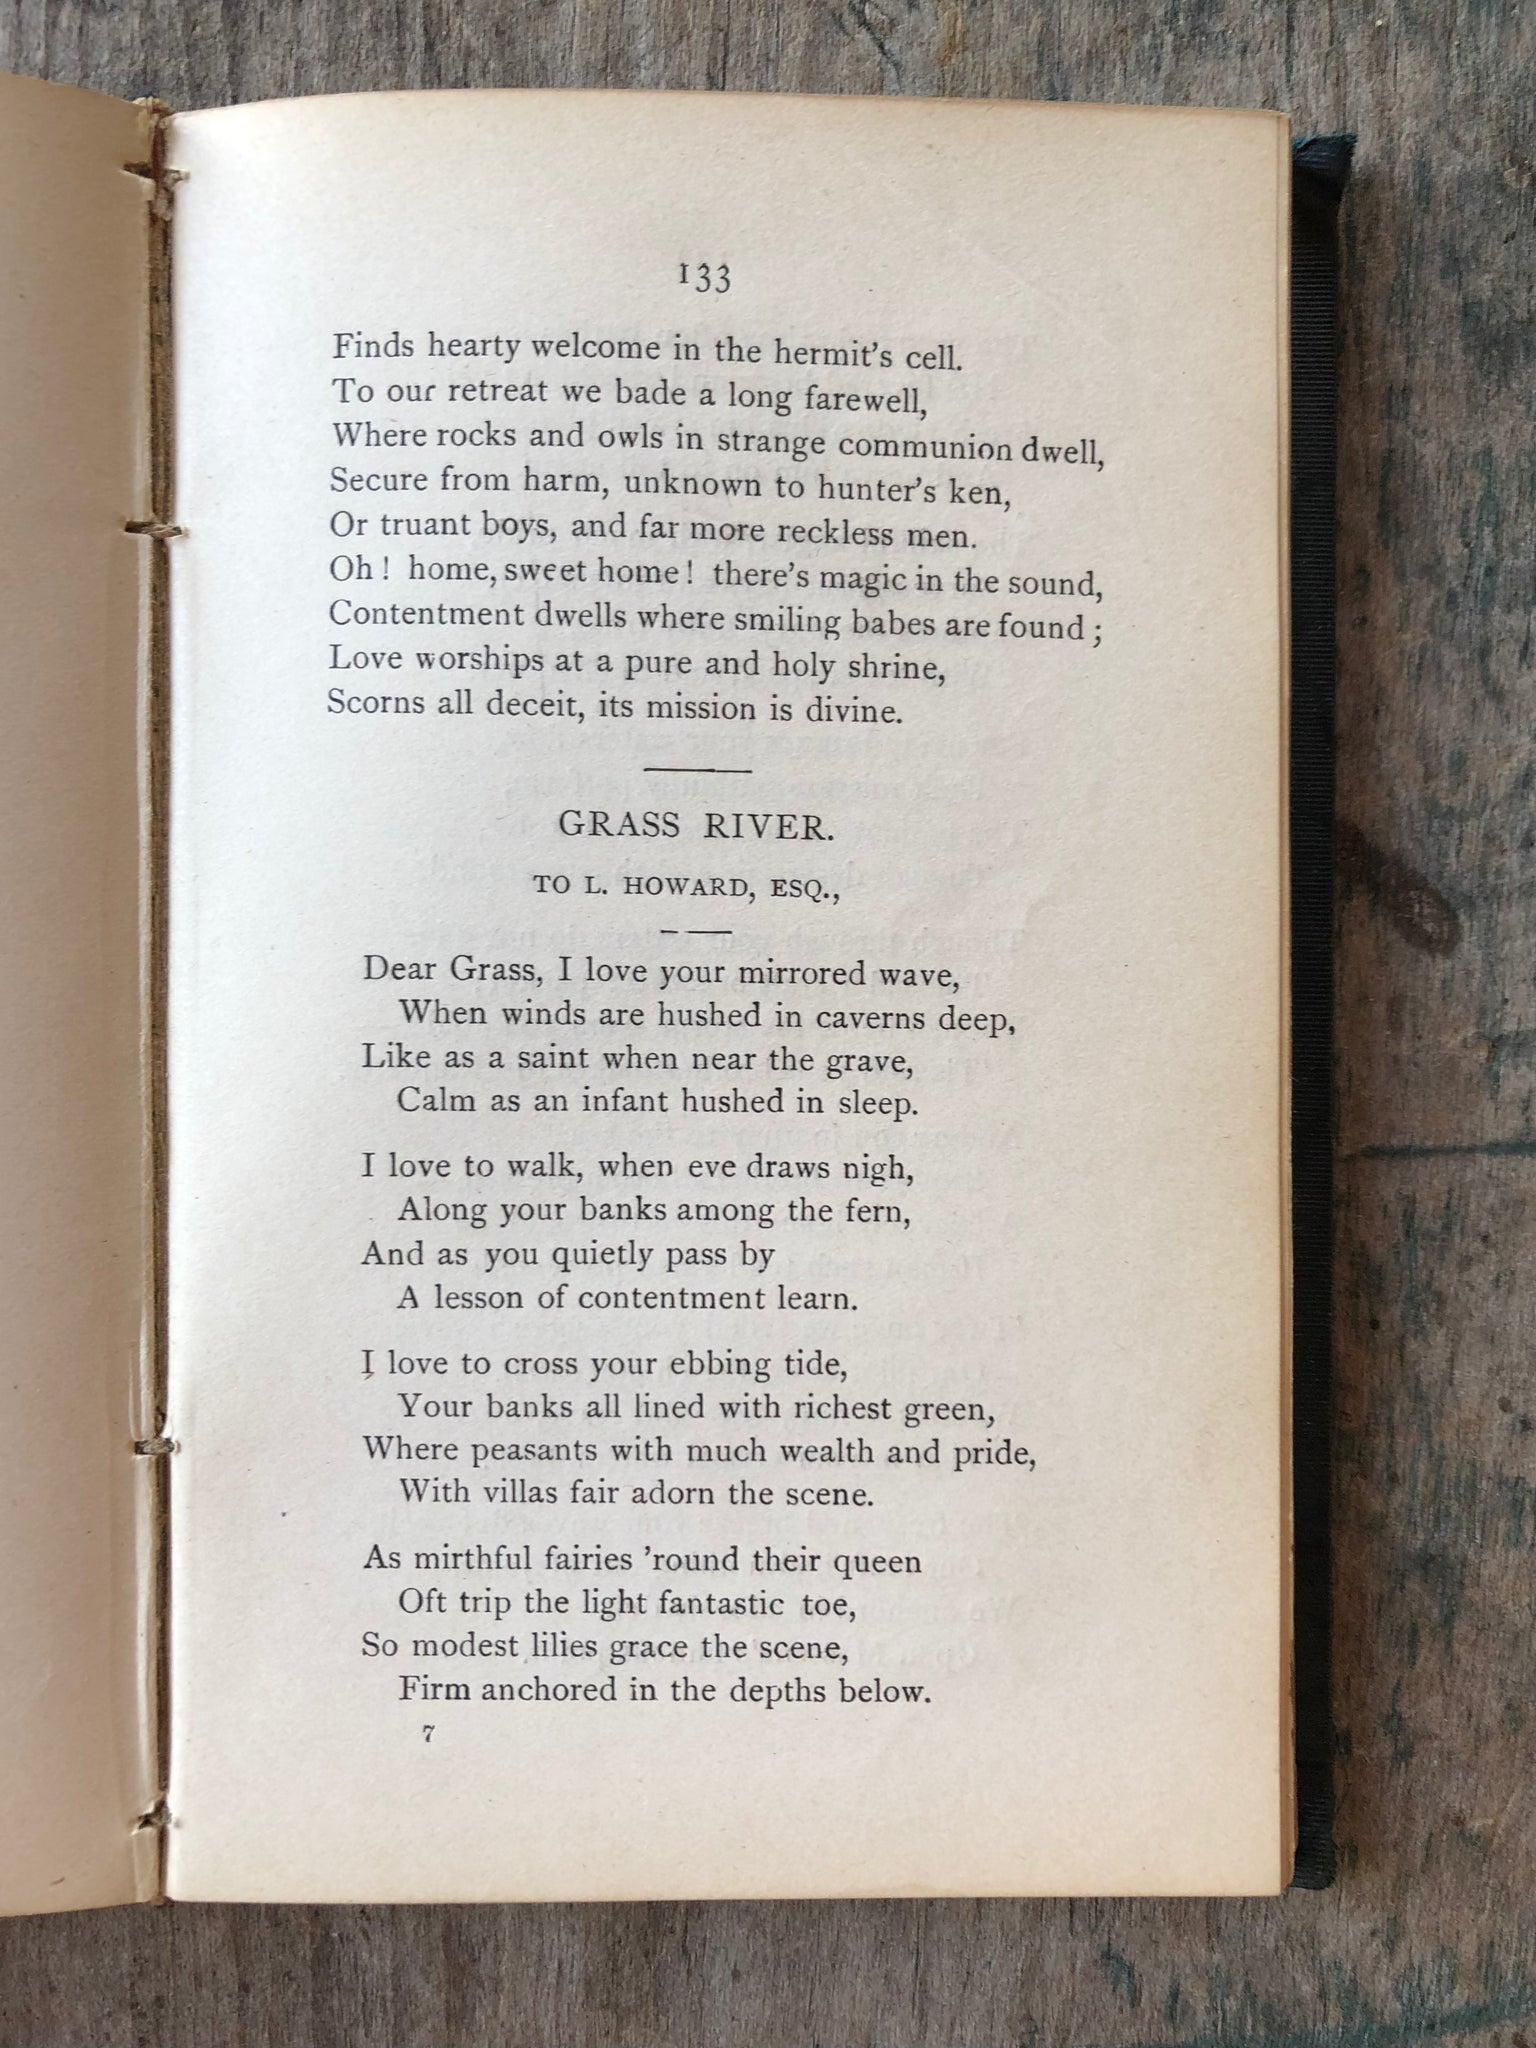 133
Finds hearty welcome in the hermit's cell.
To our retreat we bade a long farewell,
Where rocks and owls in strange communion dwell,
Secure from harm, unknown to hunter's ken,
Or truant boys, and far more reckless men.
Oh! home, sweet home! there's magic in the sound,
Contentment dwells where smiling babes are found;
Love worships at a pure and holy shrine,
Scorns all deceit, its mission is divine.
GRASS RIVER.
TO L. HOWARD, ESQ.,
Dear Grass, I love your mirrored wave,
When winds are hushed in caverns deep,
Like as a saint when near the grave,
Calm as an infant hushed in sleep.
I love to walk, when eve draws nigh,
Along your banks among the fern,
And as you quietly pass by
A lesson of contentment learn.
I love to cross your ebbing tide,
Your banks all lined with richest green,
Where peasants with much wealth and pride,
With villas fair adorn the scene.
As mirthful fairies 'round their queen
Oft trip the light fantastic toe,
So modest lilies grace the scene,
Firm anchored in the depths below.
7